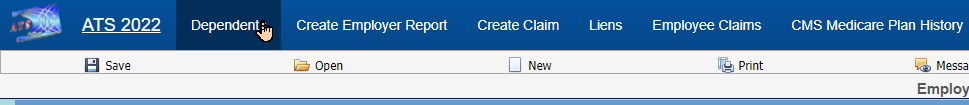 ATS 2022 Dependent Create Employer Report Create Claim Liens Employee Claims CMS Medicare Plan History
Save Open New Print Messa
Employ